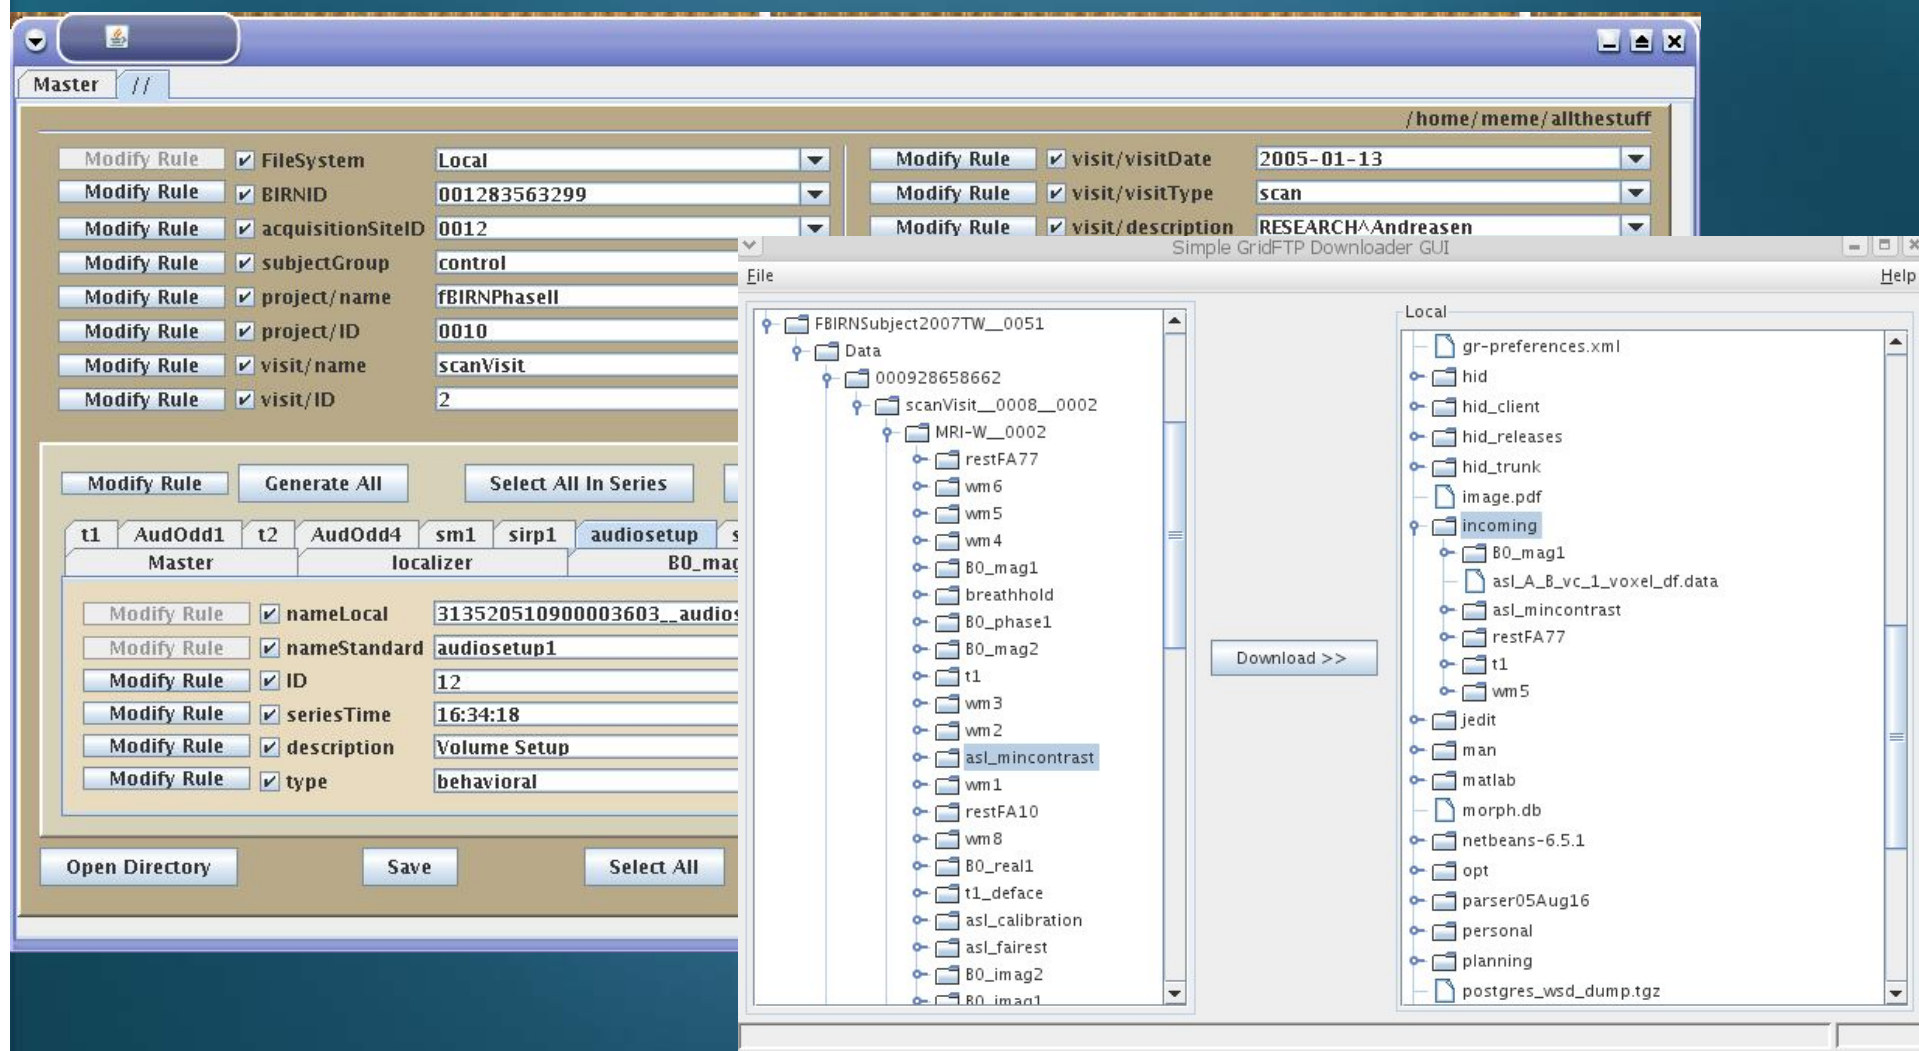 Master //
/home/meme/allthestuff
Modify Rule FileSystem Local
Modify Rule BIRNID 001283563299
Modify Rule acquisitionSiteID 0012
Modify Rule subjectGroup control
Modify Rule project/name fBIRNPhaseII
Modify Rule project/ID 0010
Modify Rule visit/name scanVisit
Modify Rule visit/ID 2
Modify Rule visit/visitDate 2005-01-13
Modify Rule visit/visitType scan
Modify Rule visit/description RESEARCH^Andreasen
Modify Rule Generate All Select All In Series
t1 AudOdd1 t2 AudOdd4 sm1 sirp1 audiosetup
Master localizer B0_mag
Modify Rule nameLocal 313520510900003603__audios
Modify Rule nameStandard audiosetup1
Modify Rule ID 12
Modify Rule seriesTime 16:34:18
Modify Rule description Volume Setup
Modify Rule type behavioral
Open Directory Save Select All
Simple GridFTP Downloader GUI
File Help
FBIRNSubject2007TW__0051
Data
000928658662
scanVisit__0008__0002
MRI-W__0002
restFA77
wm6
wm5
wm4
B0_mag1
breathhold
B0_phase1
B0_mag2
t1
wm3
wm2
asl_mincontrast
wm1
restFA10
wm8
B0_real1
t1_deface
asl_calibration
asl_fairest
B0_imag2
B0_imag1
Download >>
Local
gr-preferences.xml
hid
hid_client
hid_releases
hid_trunk
image.pdf
incoming
B0_mag1
asl_A_B_vc_1_voxel_df.data
asl_mincontrast
restFA77
t1
wm5
jedit
man
matlab
morph.db
netbeans-6.5.1
opt
parser05Aug16
personal
planning
postgres_wsd_dump.tgz